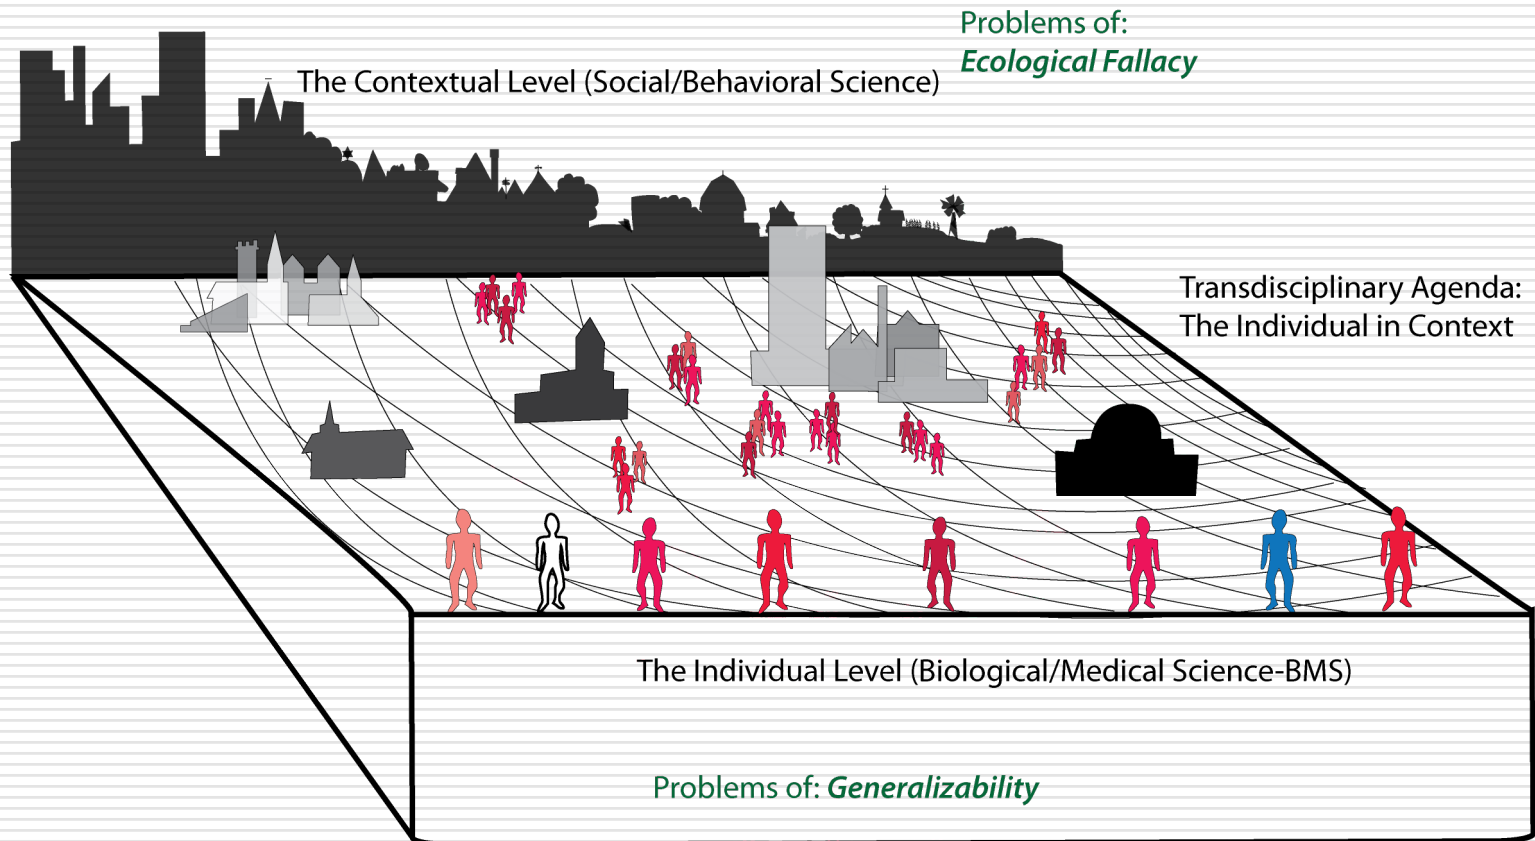 Problems of:
Ecological Fallacy
The Contextual Level (Social/Behavioral Science)
Transdisciplinary Agenda:
The Individual in Context
The Individual Level (Biological/Medical Science-BMS)
Problems of: Generalizability